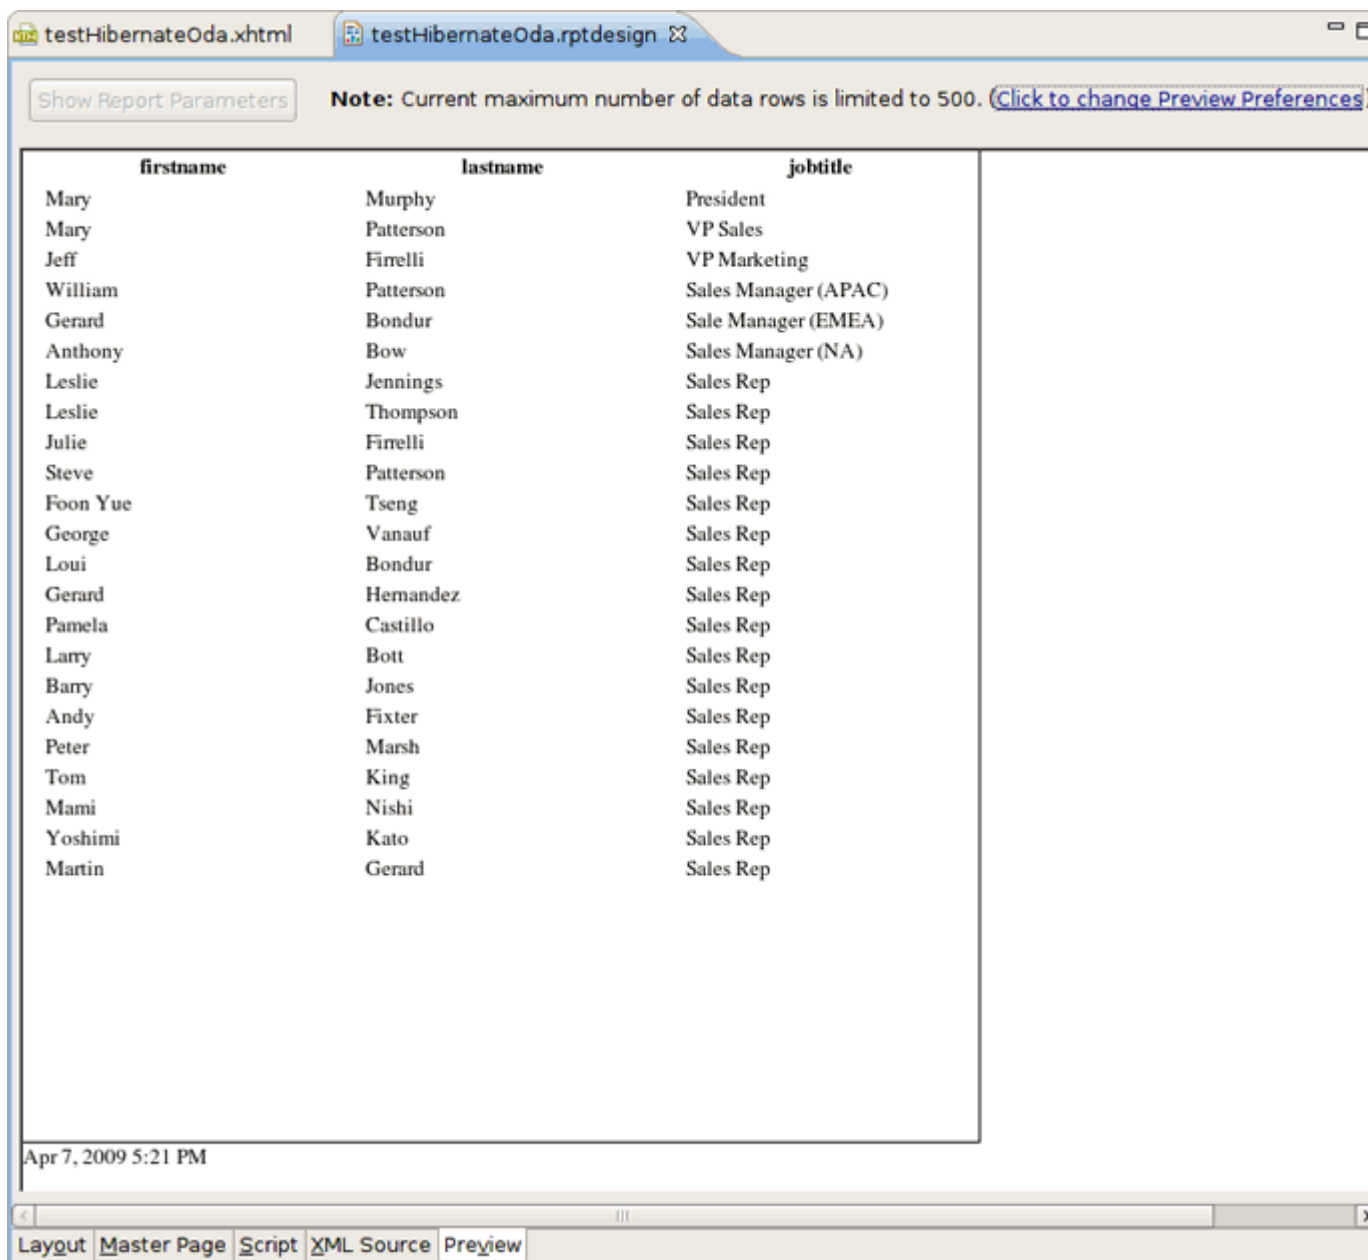 testHibernateOda.xhtml testHibernateOda.rptdesign
Show Report Parameters Note: Current maximum number of data rows is limited to 500. (Click to change Preview Preferences)
firstname lastname jobtitle
Mary Murphy President
Mary Patterson VP Sales
Jeff Firrelli VP Marketing
William Patterson Sales Manager (APAC)
Gerard Bondur Sale Manager (EMEA)
Anthony Bow Sales Manager (NA)
Leslie Jennings Sales Rep
Leslie Thompson Sales Rep
Julie Firrelli Sales Rep
Steve Patterson Sales Rep
Foon Yue Tseng Sales Rep
George Vanauf Sales Rep
Loui Bondur Sales Rep
Gerard Hernandez Sales Rep
Pamela Castillo Sales Rep
Larry Bott Sales Rep
Barry Jones Sales Rep
Andy Fixter Sales Rep
Peter Marsh Sales Rep
Tom King Sales Rep
Mami Nishi Sales Rep
Yoshimi Kato Sales Rep
Martin Gerard Sales Rep
Apr 7, 2009 5:21 PM
Layout Master Page Script XML Source Preview